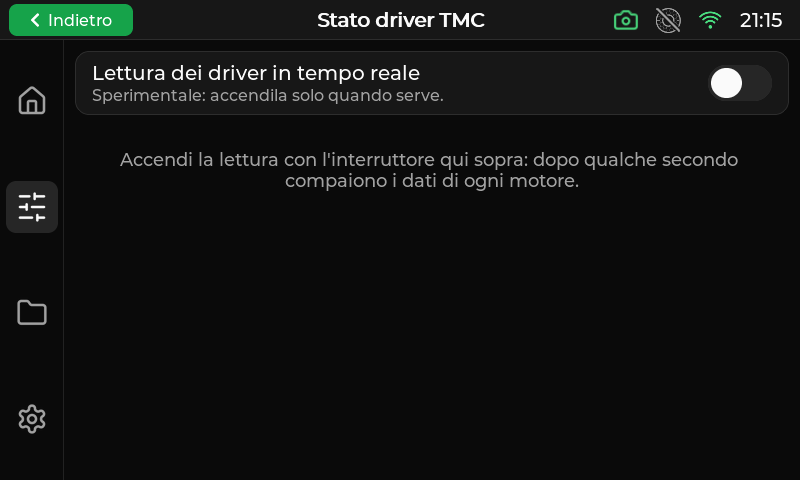 Indietro
Stato driver TMC
21:15
Lettura dei driver in tempo reale
Sperimentale: accendila solo quando serve.
Accendi la lettura con l'interruttore qui sopra: dopo qualche secondo
compaiono i dati di ogni motore.